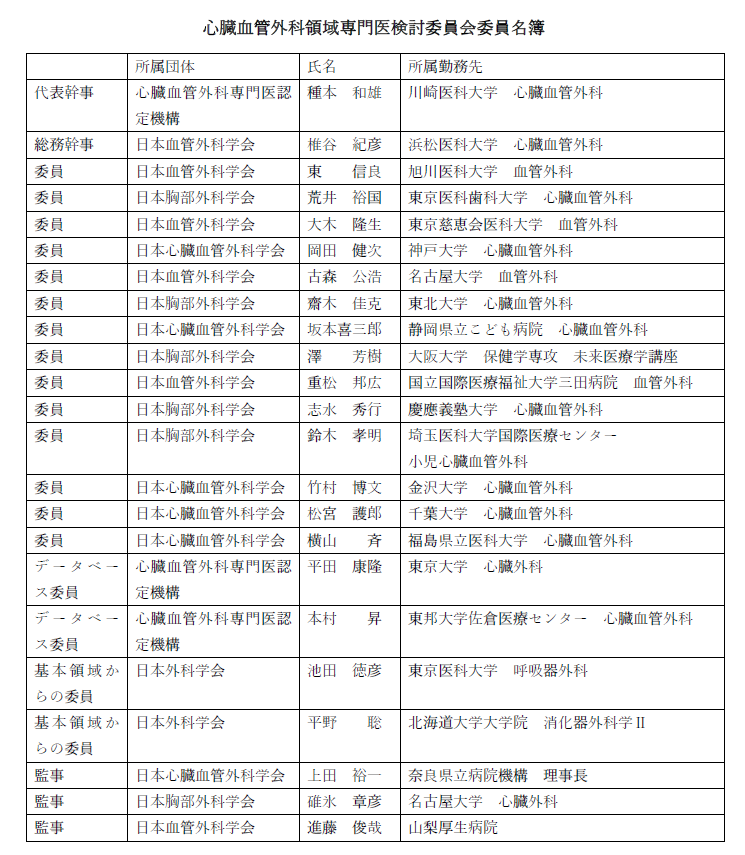 心臓血管外科領域専門医検討委員会委員名簿
所属団体 氏名 所属勤務先
代表幹事 心臓血管外科専門医認 種本 和雄 川崎医科大学 心臓血管外科
定機構
総務幹事 日本血管外科学会 椎谷 紀彦 浜松医科大学 心臓血管外科
委員 日本血管外科学会 東 信良 旭川医科大学 血管外科
委員 日本胸部外科学会 荒井 裕国 東京医科歯科大学 心臓血管外科
委員 日本血管外科学会 大木 隆生 東京慈恵会医科大学 血管外科
委員 日本心臓血管外科学会 岡田 健次 神戸大学 心臓血管外科
委員 日本血管外科学会 古森 公浩 名古屋大学 血管外科
委員 日本胸部外科学会 齋木 佳克 東北大学 心臓血管外科
委員 日本心臓血管外科学会 坂本喜三郎 静岡県立こども病院 心臓血管外科
委員 日本胸部外科学会 澤 芳樹 大阪大学 保健学専攻 未来医療学講座
委員 日本血管外科学会 重松 邦広 国立国際医療福祉大学三田病院 血管外科
委員 日本胸部外科学会 志水 秀行 慶應義塾大学 心臓血管外科
委員 日本胸部外科学会 鈴木 孝明 埼玉医科大学国際医療センター
小児心臓血管外科
委員 日本心臓血管外科学会 竹村 博文 金沢大学 心臓血管外科
委員 日本心臓血管外科学会 松宮 護郎 千葉大学 心臓血管外科
委員 日本心臓血管外科学会 横山 斉 福島県立医科大学 心臓血管外科
データベー 心臓血管外科専門医認 平田 康隆 東京大学 心臓外科
ス委員 定機構
データベー 心臓血管外科専門医認 本村 昇 東邦大学佐倉医療センター 心臓血管外科
ス委員 定機構
基本領域か 日本外科学会 池田 徳彦 東京医科大学 呼吸器外科
らの委員
基本領域か 日本外科学会 平野 聡 北海道大学大学院 消化器外科学Ⅱ
らの委員
監事 日本心臓血管外科学会 上田 裕一 奈良県立病院機構 理事長
監事 日本胸部外科学会 碓氷 章彦 名古屋大学 心臓外科
監事 日本血管外科学会 進藤 俊哉 山梨厚生病院